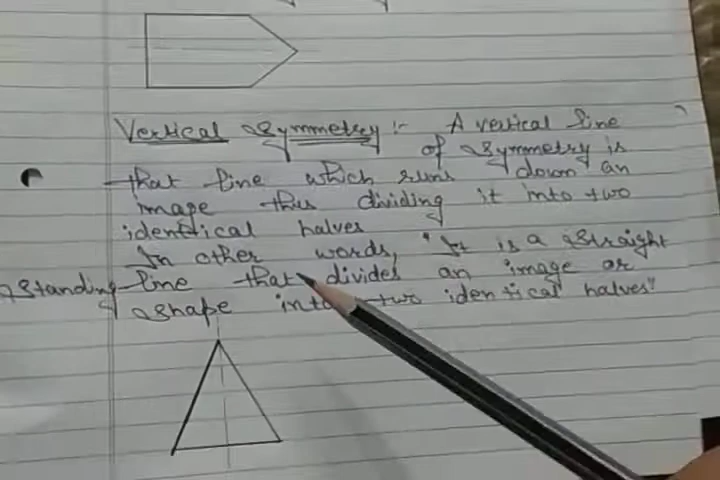 Vertical Symmetry :- A vertical line
of symmetry is
that line which runs down an
image thus dividing it into two
identical halves
In other words, "It is a straight
Standing line that divides an image or
shape into two identical halves"